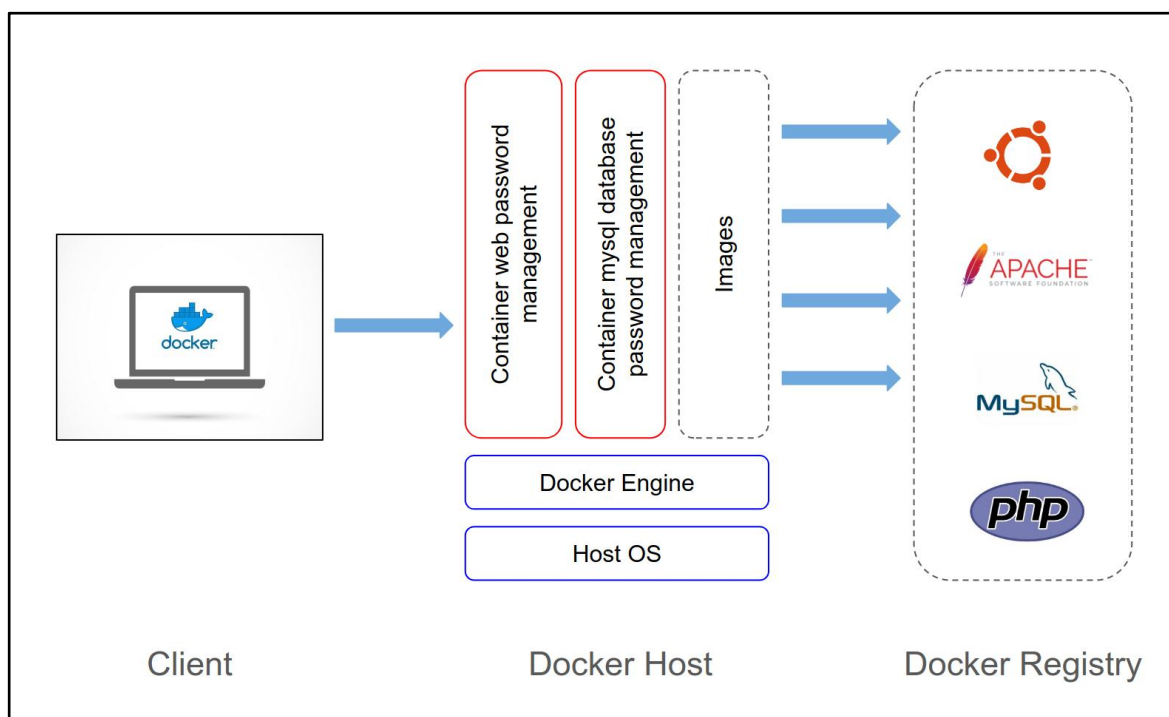 docker
Container web password
management
Container mysql database
password management
Images
Docker Engine
Host OS
THE
APACHE™
SOFTWARE FOUNDATION
MySQL®
php
Client
Docker Host
Docker Registry